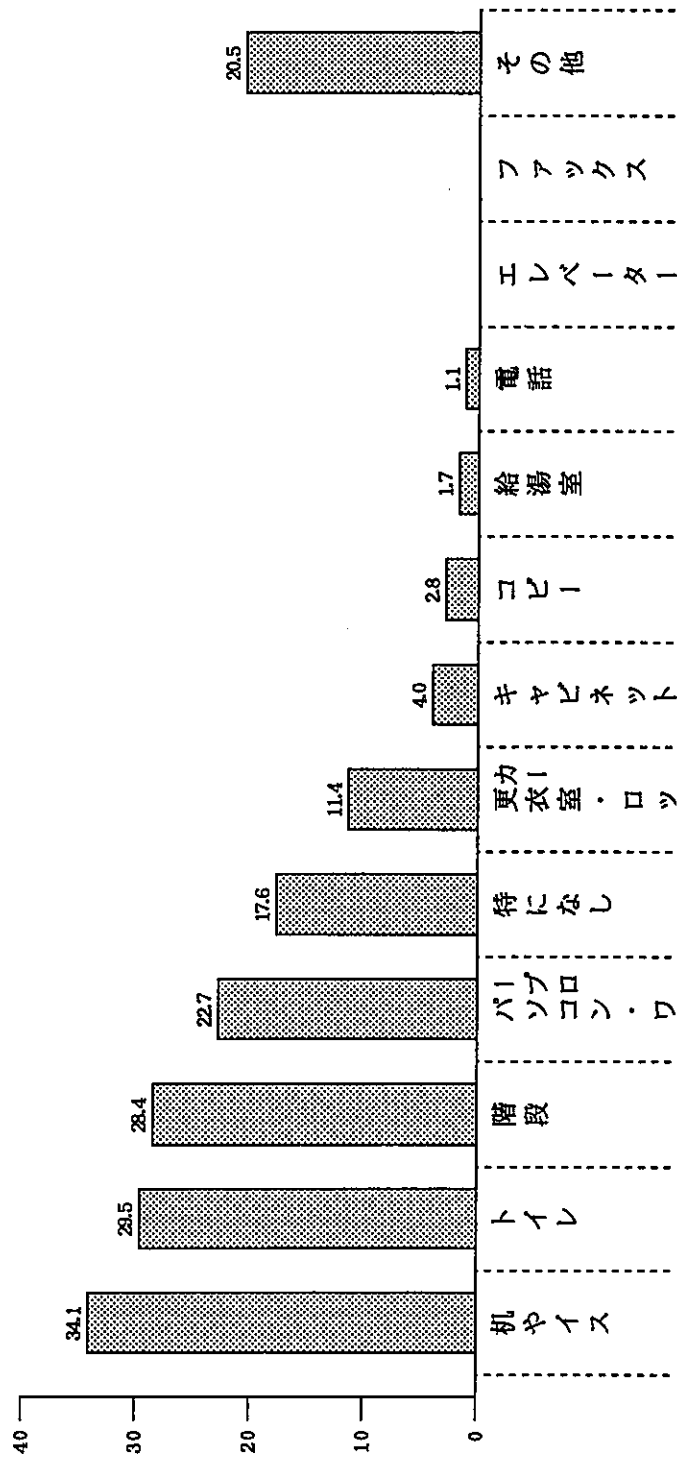 40
30
20
10
0
34.1
29.5
28.4
22.7
17.6
11.4
4.0
2.8
1.7
1.1
20.5
机やイス
トイレ
階段
パソコン・ワ
ープロ
特になし
更衣室・ロッ
カー
キャビネット
コピー
給湯室
電話
エレベーター
ファックス
その他